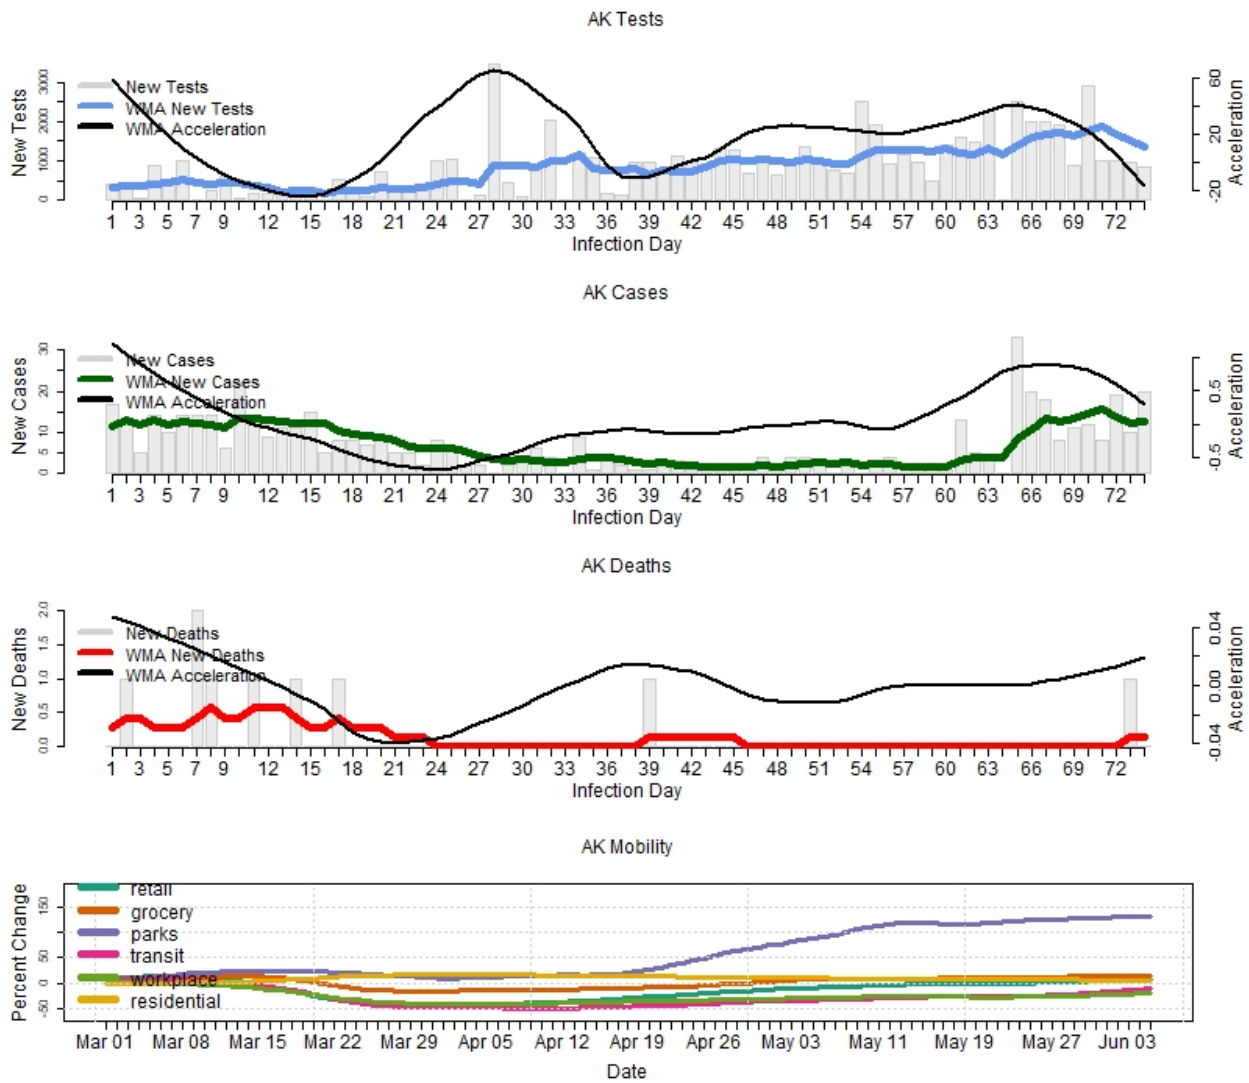 AK Tests
New Tests
0 1000 2000 3000
New Tests
WMA New Tests
WMA Acceleration
-20 20 60
Acceleration
1 3 5 7 9 12 15 18 21 24 27 30 33 36 39 42 45 48 51 54 57 60 63 66 69 72
Infection Day
AK Cases
New Cases
0 5 10 20 30
New Cases
WMA New Cases
WMA Acceleration
-0.5 0.5
Acceleration
1 3 5 7 9 12 15 18 21 24 27 30 33 36 39 42 45 48 51 54 57 60 63 66 69 72
Infection Day
AK Deaths
New Deaths
0.0 0.5 1.0 1.5 2.0
New Deaths
WMA New Deaths
WMA Acceleration
-0.04 0.00 0.04
Acceleration
1 3 5 7 9 12 15 18 21 24 27 30 33 36 39 42 45 48 51 54 57 60 63 66 69 72
Infection Day
AK Mobility
Percent Change
-50 0 50 150
retail
grocery
parks
transit
workplace
residential
Mar 01 Mar 08 Mar 15 Mar 22 Mar 29 Apr 05 Apr 12 Apr 19 Apr 26 May 03 May 11 May 19 May 27 Jun 03
Date